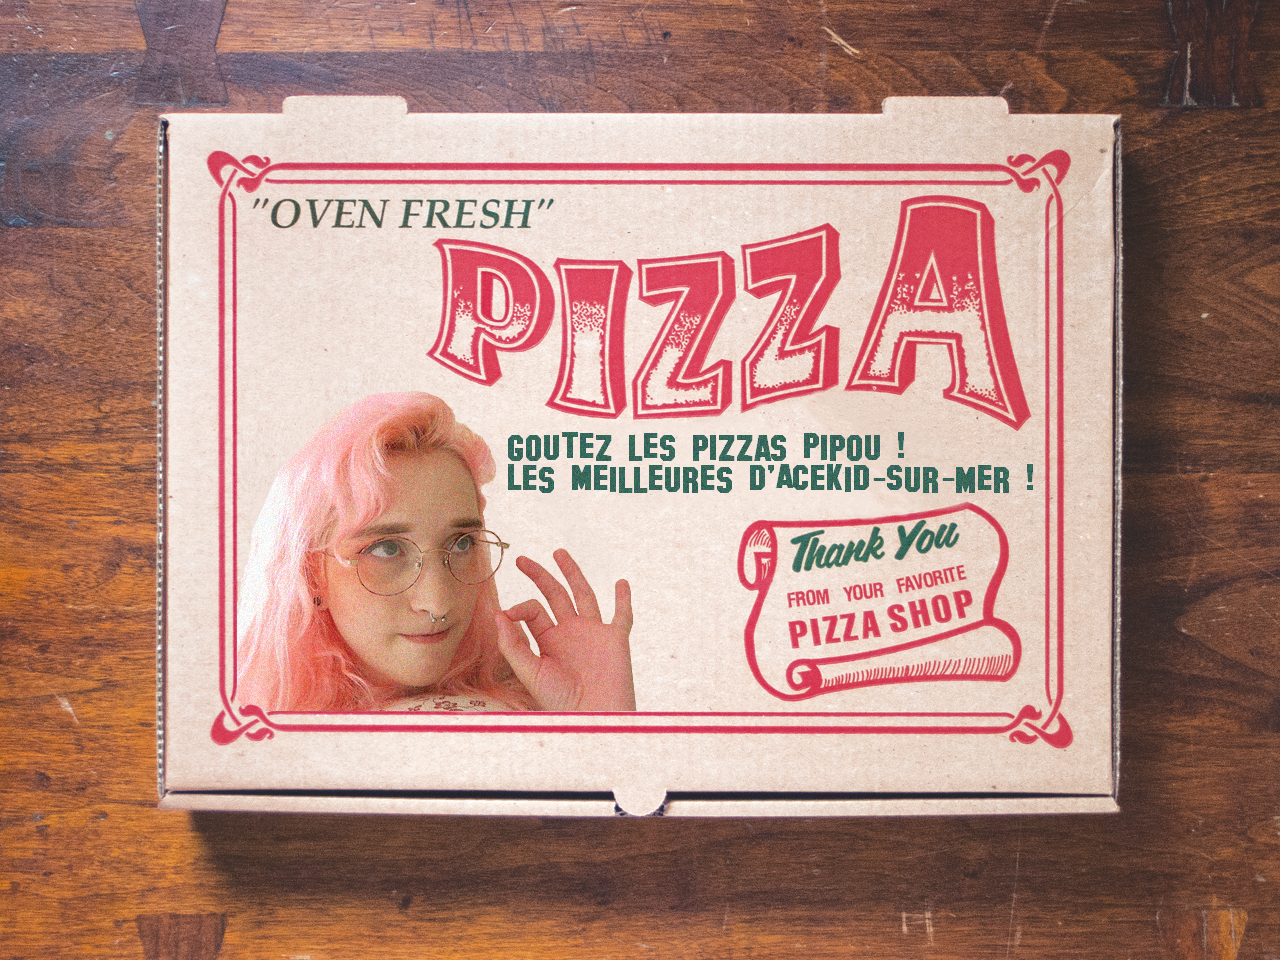 "OVEN FRESH"
PIZZA
GOUTEZ LES PIZZAS PIPOU !
LES MEILLEURES D'ACEKID-SUR-MER !
Thank You
FROM YOUR FAVORITE
PIZZA SHOP